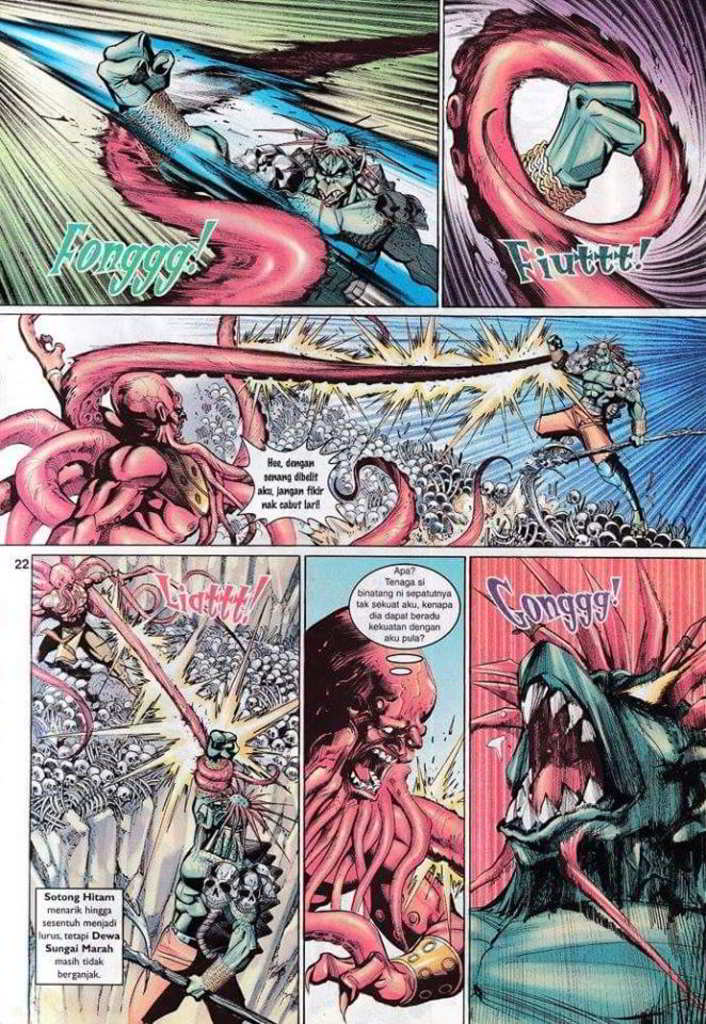 Fonggg!
Fiuttt!
Hee, dengan
senang dibelit
aku, jangan fikir
nak cabut lari!
22
Liattt!
Sotong Hitam
menarik hingga
sesentuh menjadi
lurus, tetapi Dewa
Sungai Marah
masih tidak
berganjak.
Apa?
Tenaga si
binatang ni sepatutnya
tak sekuat aku, kenapa
dia dapat beradu
kekuatan dengan
aku pula?
Gonggg!